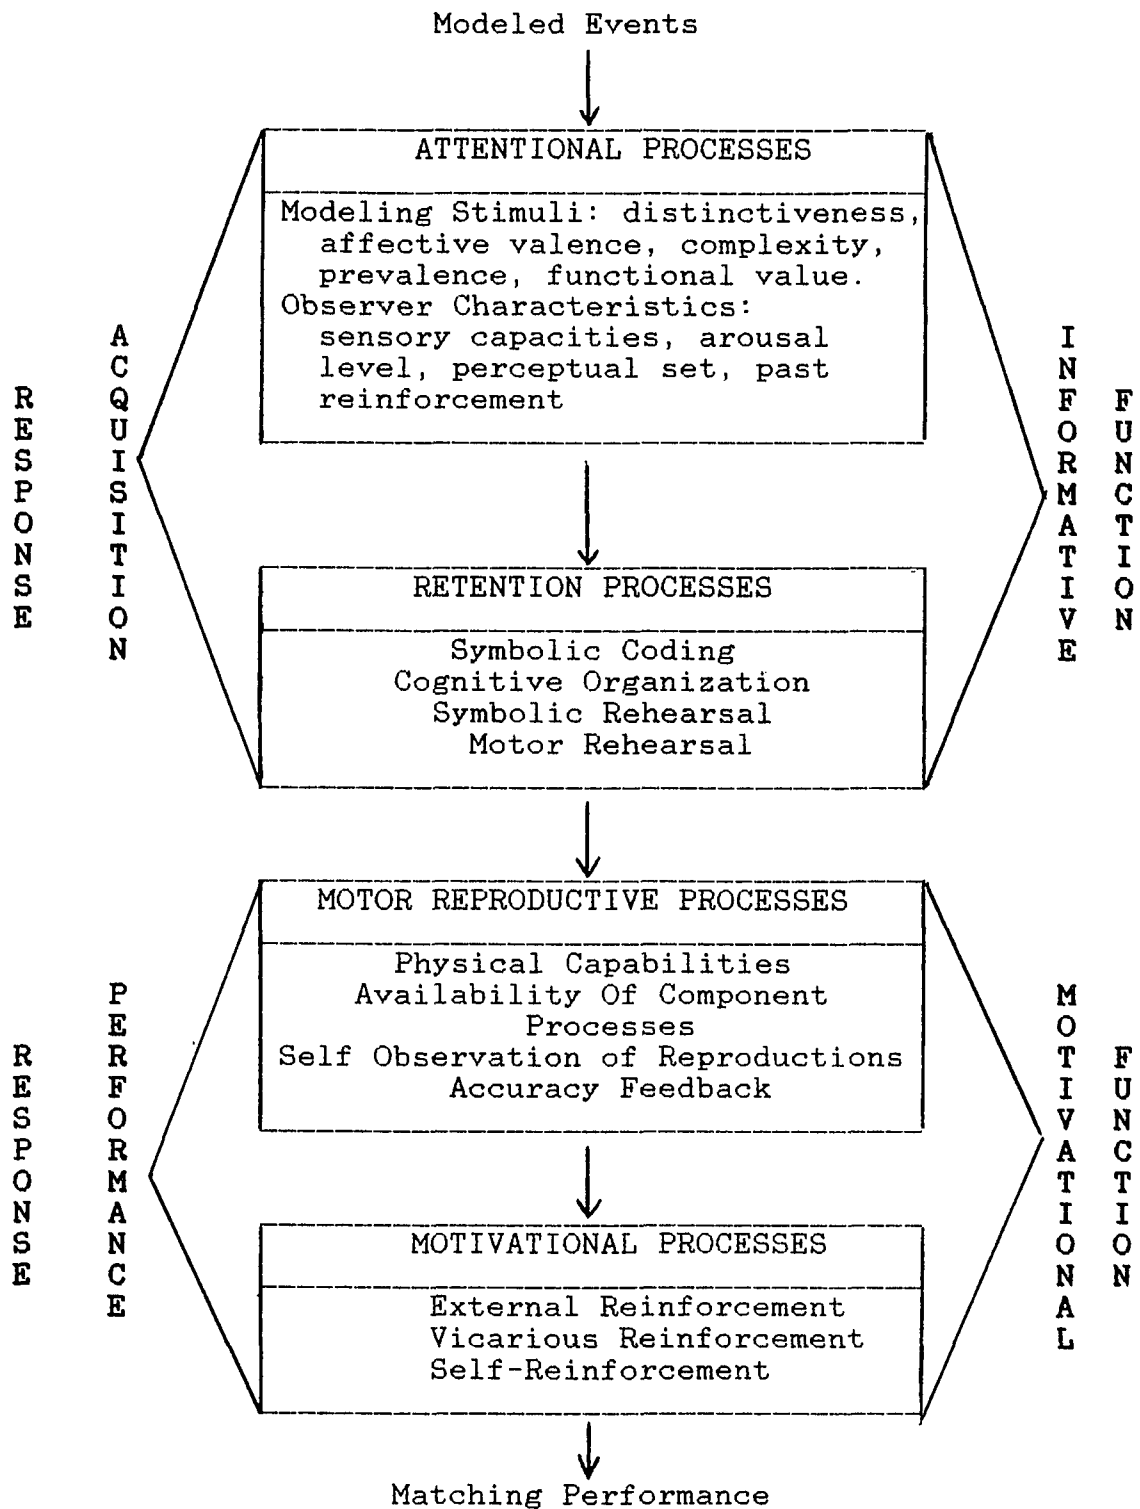 Modeled Events
ATTENTIONAL PROCESSES
Modeling Stimuli: distinctiveness,
affective valence, complexity,
prevalence, functional value.
Observer Characteristics:
sensory capacities, arousal
level, perceptual set, past
reinforcement
RESPONSE
ACQUISITION
INFORMATIVE
FUNCTION
RETENTION PROCESSES
Symbolic Coding
Cognitive Organization
Symbolic Rehearsal
Motor Rehearsal
MOTOR REPRODUCTIVE PROCESSES
Physical Capabilities
Availability Of Component
Processes
Self Observation of Reproductions
Accuracy Feedback
RESPONSE
PERFORMANCE
MOTIVATIONAL
FUNCTION
MOTIVATIONAL PROCESSES
External Reinforcement
Vicarious Reinforcement
Self-Reinforcement
Matching Performance